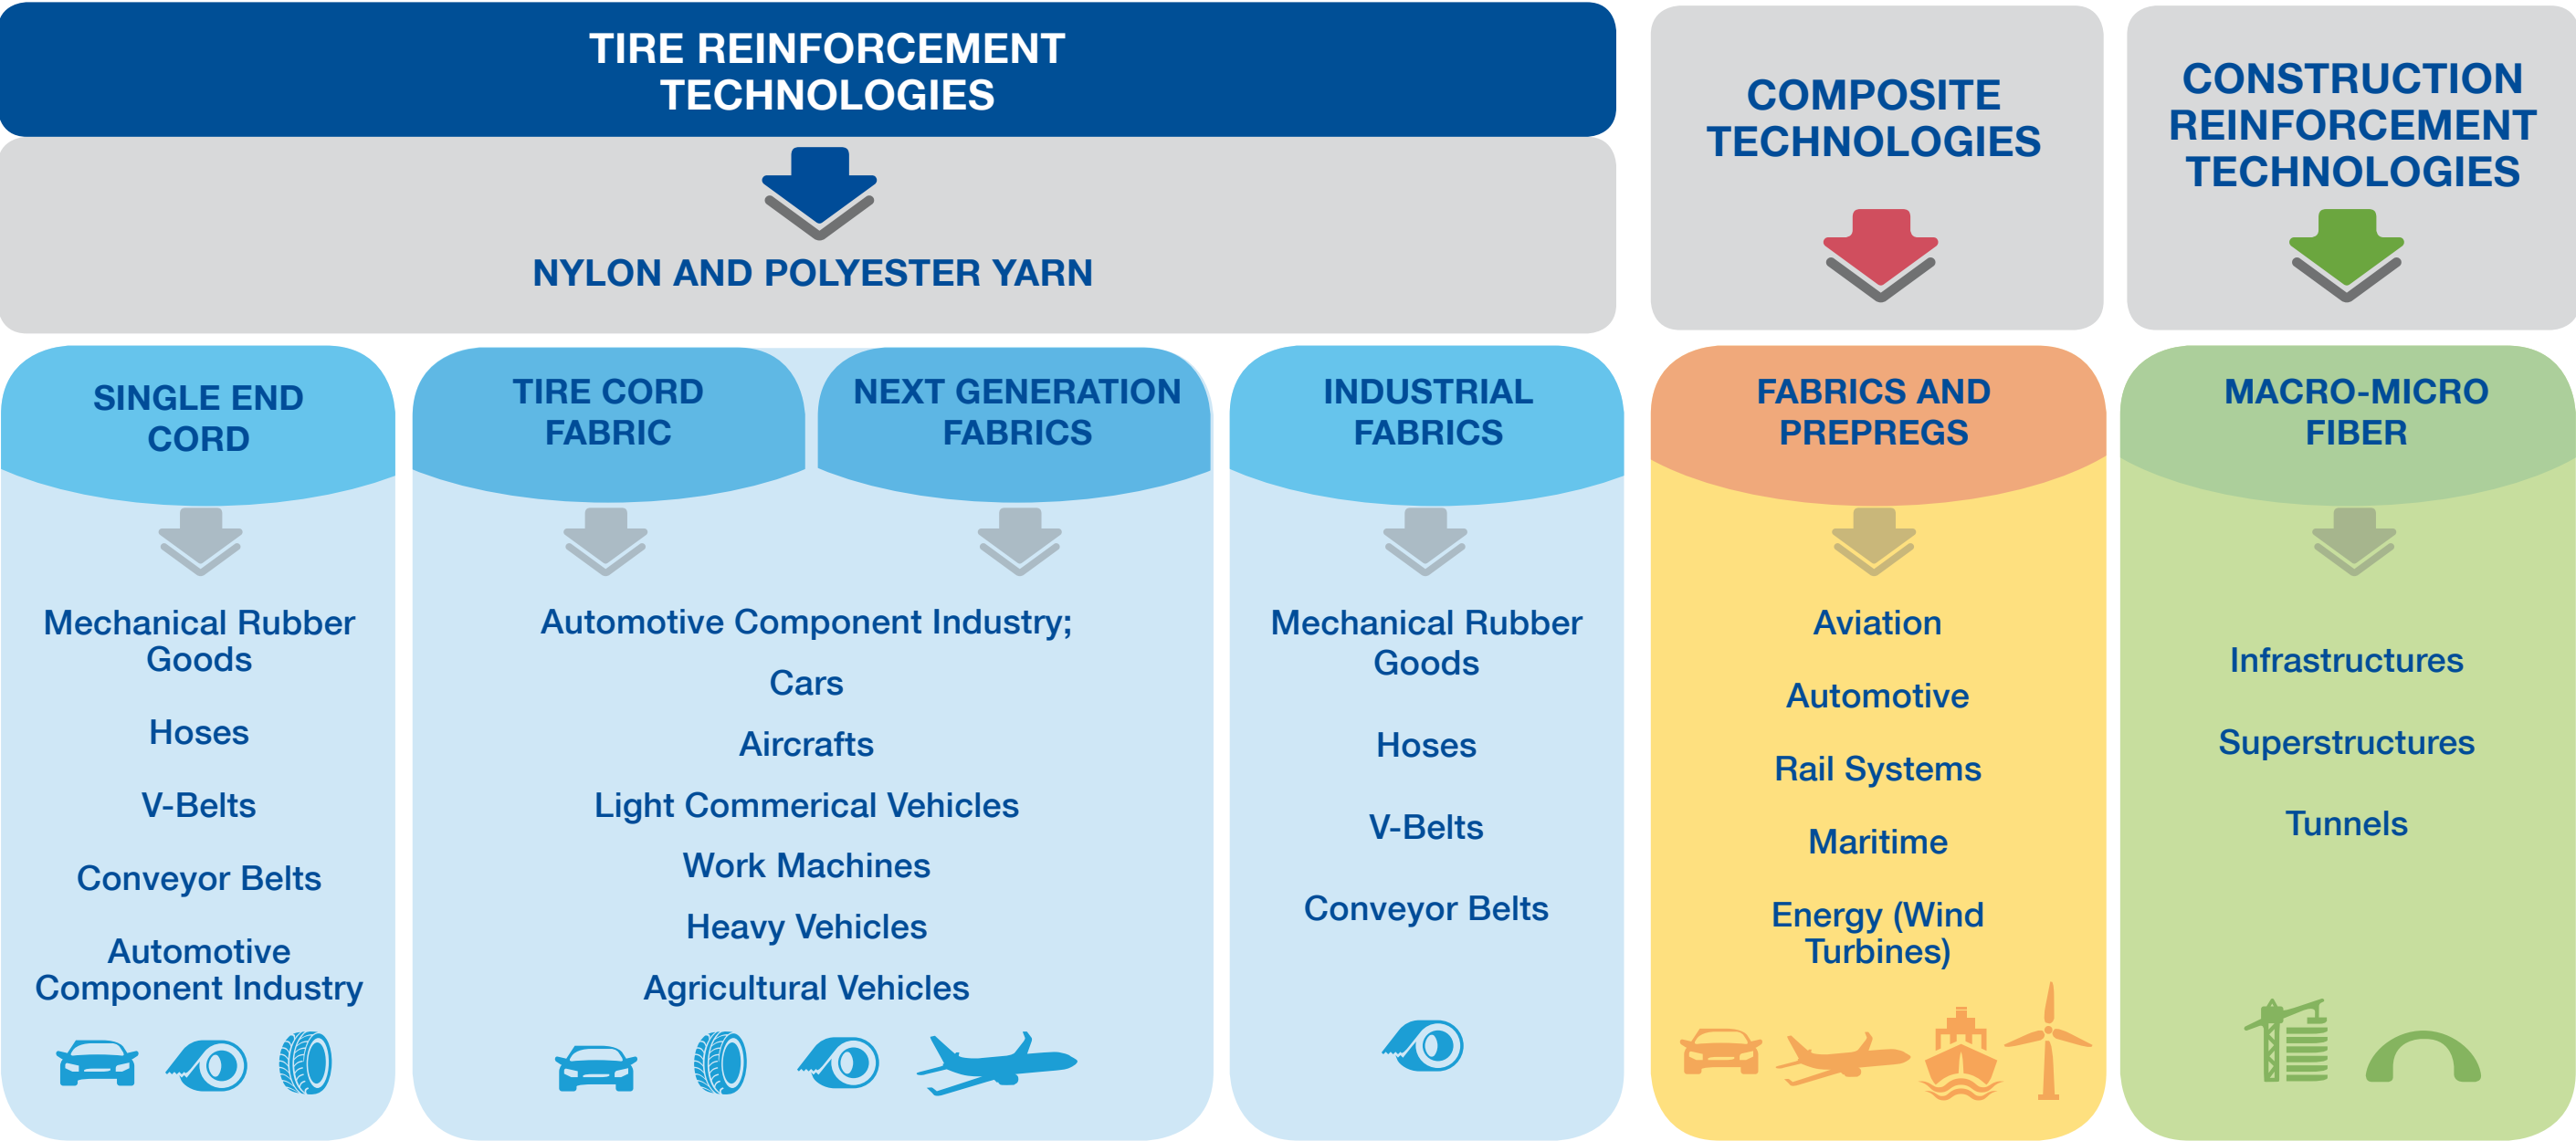 TIRE REINFORCEMENT
TECHNOLOGIES
NYLON AND POLYESTER YARN
COMPOSITE
TECHNOLOGIES
CONSTRUCTION
REINFORCEMENT
TECHNOLOGIES
SINGLE END
CORD
Mechanical Rubber
Goods
Hoses
V-Belts
Conveyor Belts
Automotive
Component Industry
TIRE CORD
FABRIC
NEXT GENERATION
FABRICS
Automotive Component Industry;
Cars
Aircrafts
Light Commerical Vehicles
Work Machines
Heavy Vehicles
Agricultural Vehicles
INDUSTRIAL
FABRICS
Mechanical Rubber
Goods
Hoses
V-Belts
Conveyor Belts
FABRICS AND
PREPREGS
Aviation
Automotive
Rail Systems
Maritime
Energy (Wind
Turbines)
MACRO-MICRO
FIBER
Infrastructures
Superstructures
Tunnels